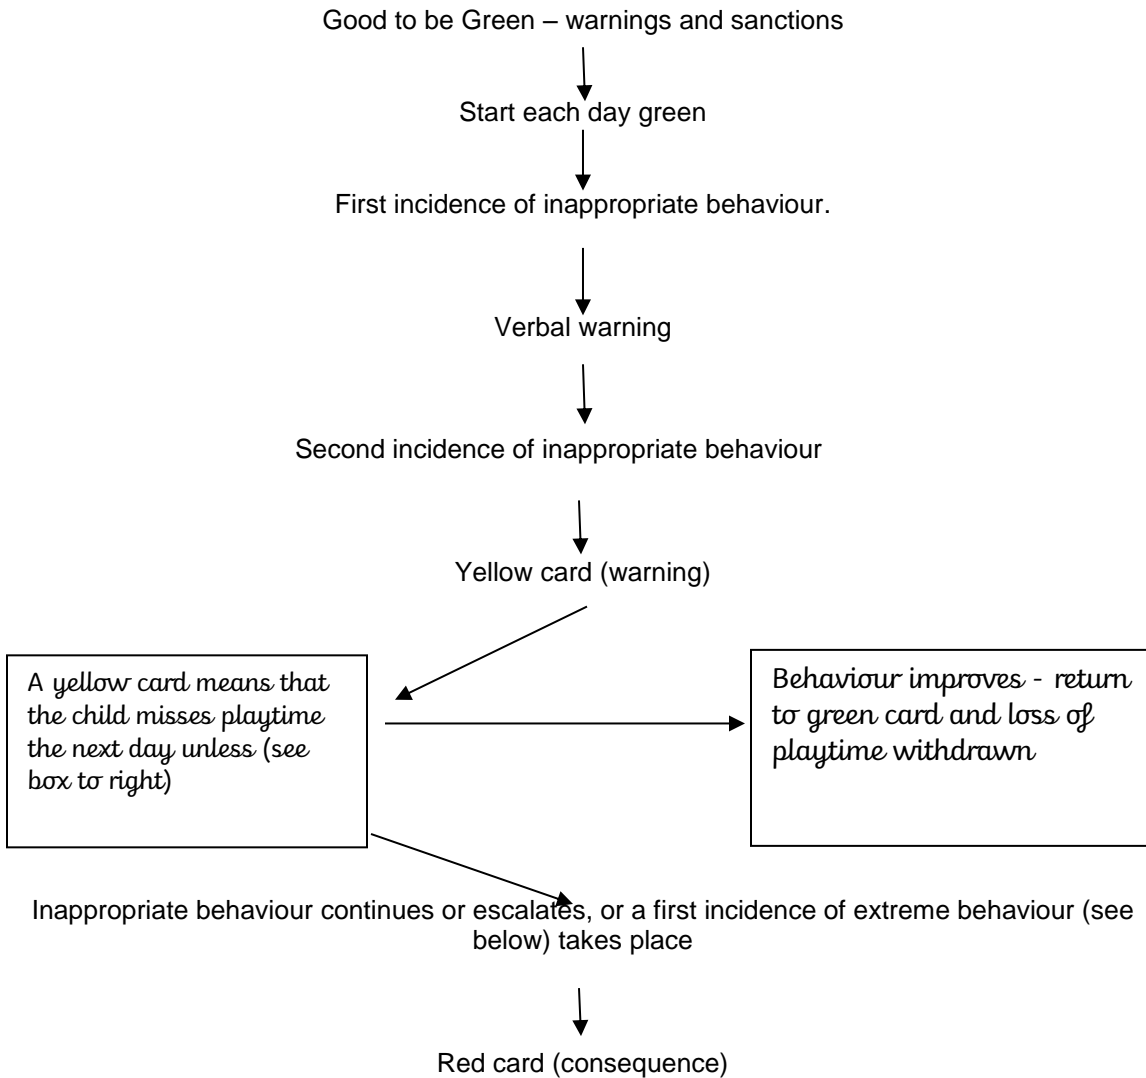 Good to be Green – warnings and sanctions
Start each day green
First incidence of inappropriate behaviour.
Verbal warning
Second incidence of inappropriate behaviour
Yellow card (warning)
A yellow card means that
the child misses playtime
the next day unless (see
box to right)
Behaviour improves - return
to green card and loss of
playtime withdrawn
Inappropriate behaviour continues or escalates, or a first incidence of extreme behaviour (see
below) takes place
Red card (consequence)